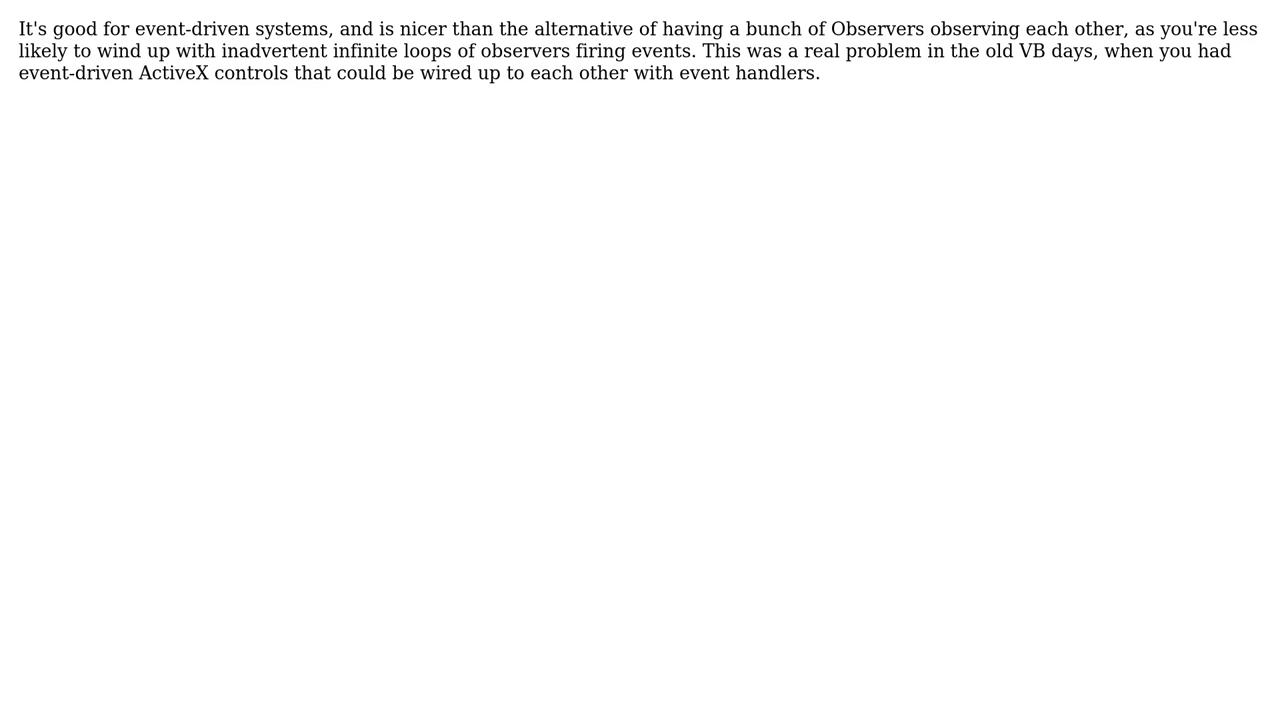 It's good for event-driven systems, and is nicer than the alternative of having a bunch of Observers observing each other, as you're less
likely to wind up with inadvertent infinite loops of observers firing events. This was a real problem in the old VB days, when you had
event-driven ActiveX controls that could be wired up to each other with event handlers.